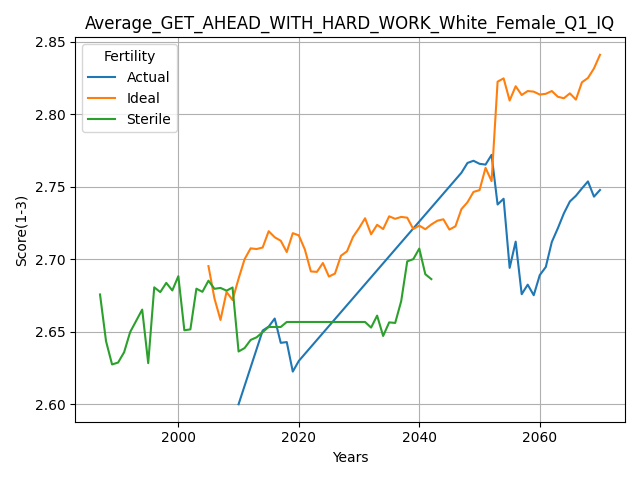 Average_GET_AHEAD_WITH_HARD_WORK_White_Female_Q1_IQ
Fertility
Actual
Ideal
Sterile
Score(1-3)
2.85
2.80
2.75
2.70
2.65
2.60
2000
2020
2040
2060
Years